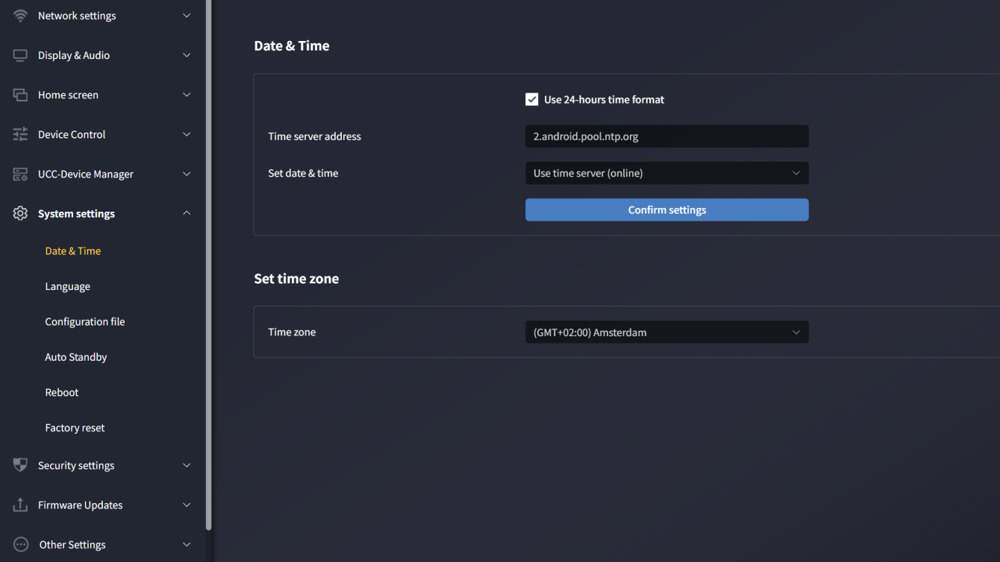 Network settings
Display & Audio
Home screen
Device Control
UCC-Device Manager
System settings
Date & Time
Language
Configuration file
Auto Standby
Reboot
Factory reset
Security settings
Firmware Updates
Other Settings
Date & Time
Use 24-hours time format
Time server address
2.android.pool.ntp.org
Set date & time
Use time server (online)
Confirm settings
Set time zone
Time zone
(GMT+02:00) Amsterdam